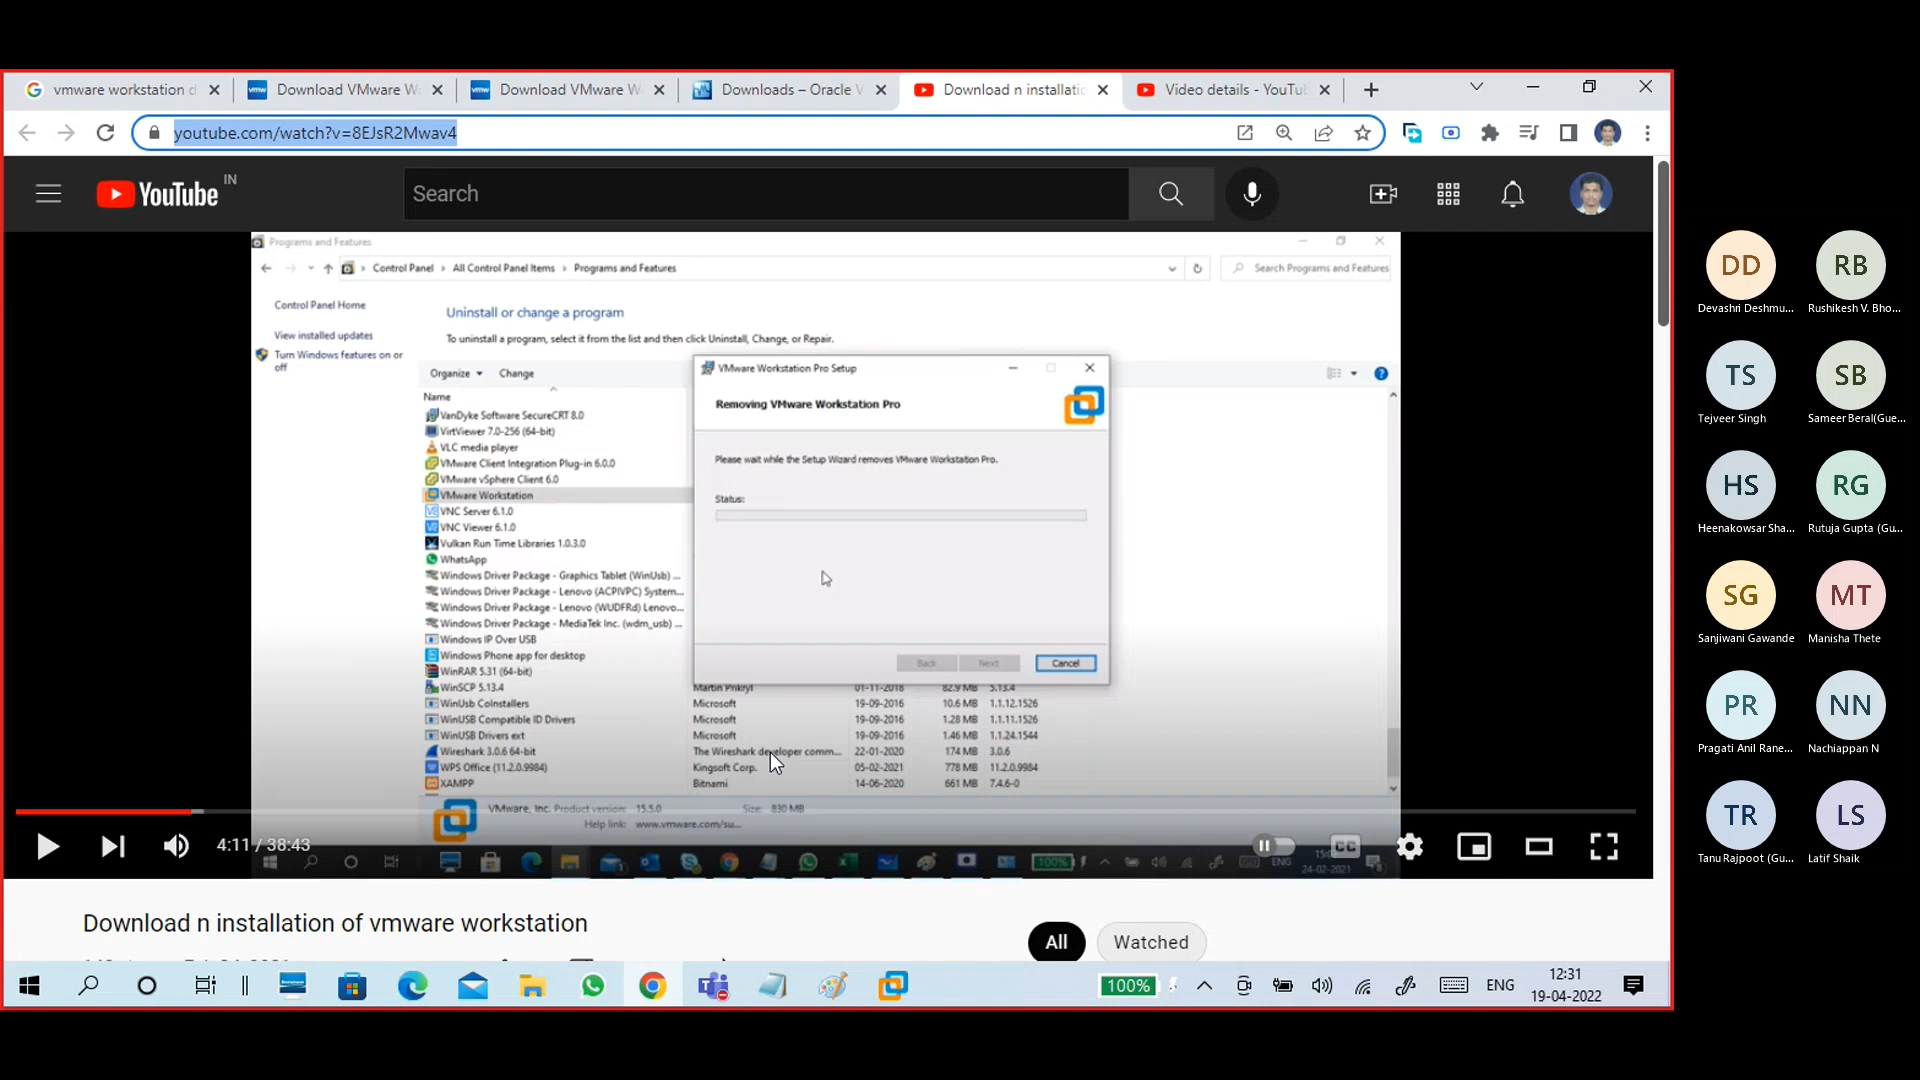 vmware workstation d
Download VMware W
Download VMware W
Downloads – Oracle V
Download n installatio
Video details - YouTu
youtube.com/watch?v=8EJsR2Mwav4
YouTube IN
Search
Programs and Features
Control Panel > All Control Panel Items > Programs and Features
Search Programs and Features
Control Panel Home
View installed updates
Turn Windows features on or
off
Uninstall or change a program
To uninstall a program, select it from the list and then click Uninstall, Change, or Repair.
Organize Change
Name
VanDyke Software SecureCRT 8.0
VirtViewer 7.0-256 (64-bit)
VLC media player
VMware Client Integration Plug-in 6.0.0
VMware vSphere Client 6.0
VMware Workstation
VNC Server 6.1.0
VNC Viewer 6.1.0
Vulkan Run Time Libraries 1.0.3.0
WhatsApp
Windows Driver Package - Graphics Tablet (WinUsb) ...
Windows Driver Package - Lenovo (ACPIVPC) System...
Windows Driver Package - Lenovo (WUDFRd) Lenovo...
Windows Driver Package - MediaTek Inc. (wdm_usb) ...
Windows IP Over USB
Windows Phone app for desktop
WinRAR 5.31 (64-bit)
WinSCP 5.13.4 Martin Prikryl 01-11-2018 82.9 MB 5.13.4
WinUsb CoInstallers Microsoft 19-09-2016 10.6 MB 1.1.12.1526
WinUSB Compatible ID Drivers Microsoft 19-09-2016 1.28 MB 1.1.11.1526
WinUSB Drivers ext Microsoft 19-09-2016 1.46 MB 1.1.24.1544
Wireshark 3.0.6 64-bit The Wireshark developer comm... 22-01-2020 174 MB 3.0.6
WPS Office (11.2.0.9984) Kingsoft Corp. 05-02-2021 778 MB 11.2.0.9984
XAMPP Bitnami 14-06-2020 661 MB 7.4.6-0
VMware Workstation Pro Setup
Removing VMware Workstation Pro
Please wait while the Setup Wizard removes VMware Workstation Pro.
Status:
Back Next Cancel
VMware, Inc. Product version: 15.5.0 Size: 830 MB
Help link: www.vmware.com/su...
4:11 / 38:43
CC
100%
ENG
24-02-2021
Download n installation of vmware workstation
All Watched
100%
ENG
12:31
19-04-2022
DD RB
Devashri Deshmu... Rushikesh V. Bho...
TS SB
Tejveer Singh Sameer Beral(Gue...
HS RG
Heenakowsar Sha... Rutuja Gupta (Gu...
SG MT
Sanjiwani Gawande Manisha Thete
PR NN
Pragati Anil Rane... Nachiappan N
TR LS
Tanu Rajpoot (Gu... Latif Shaik